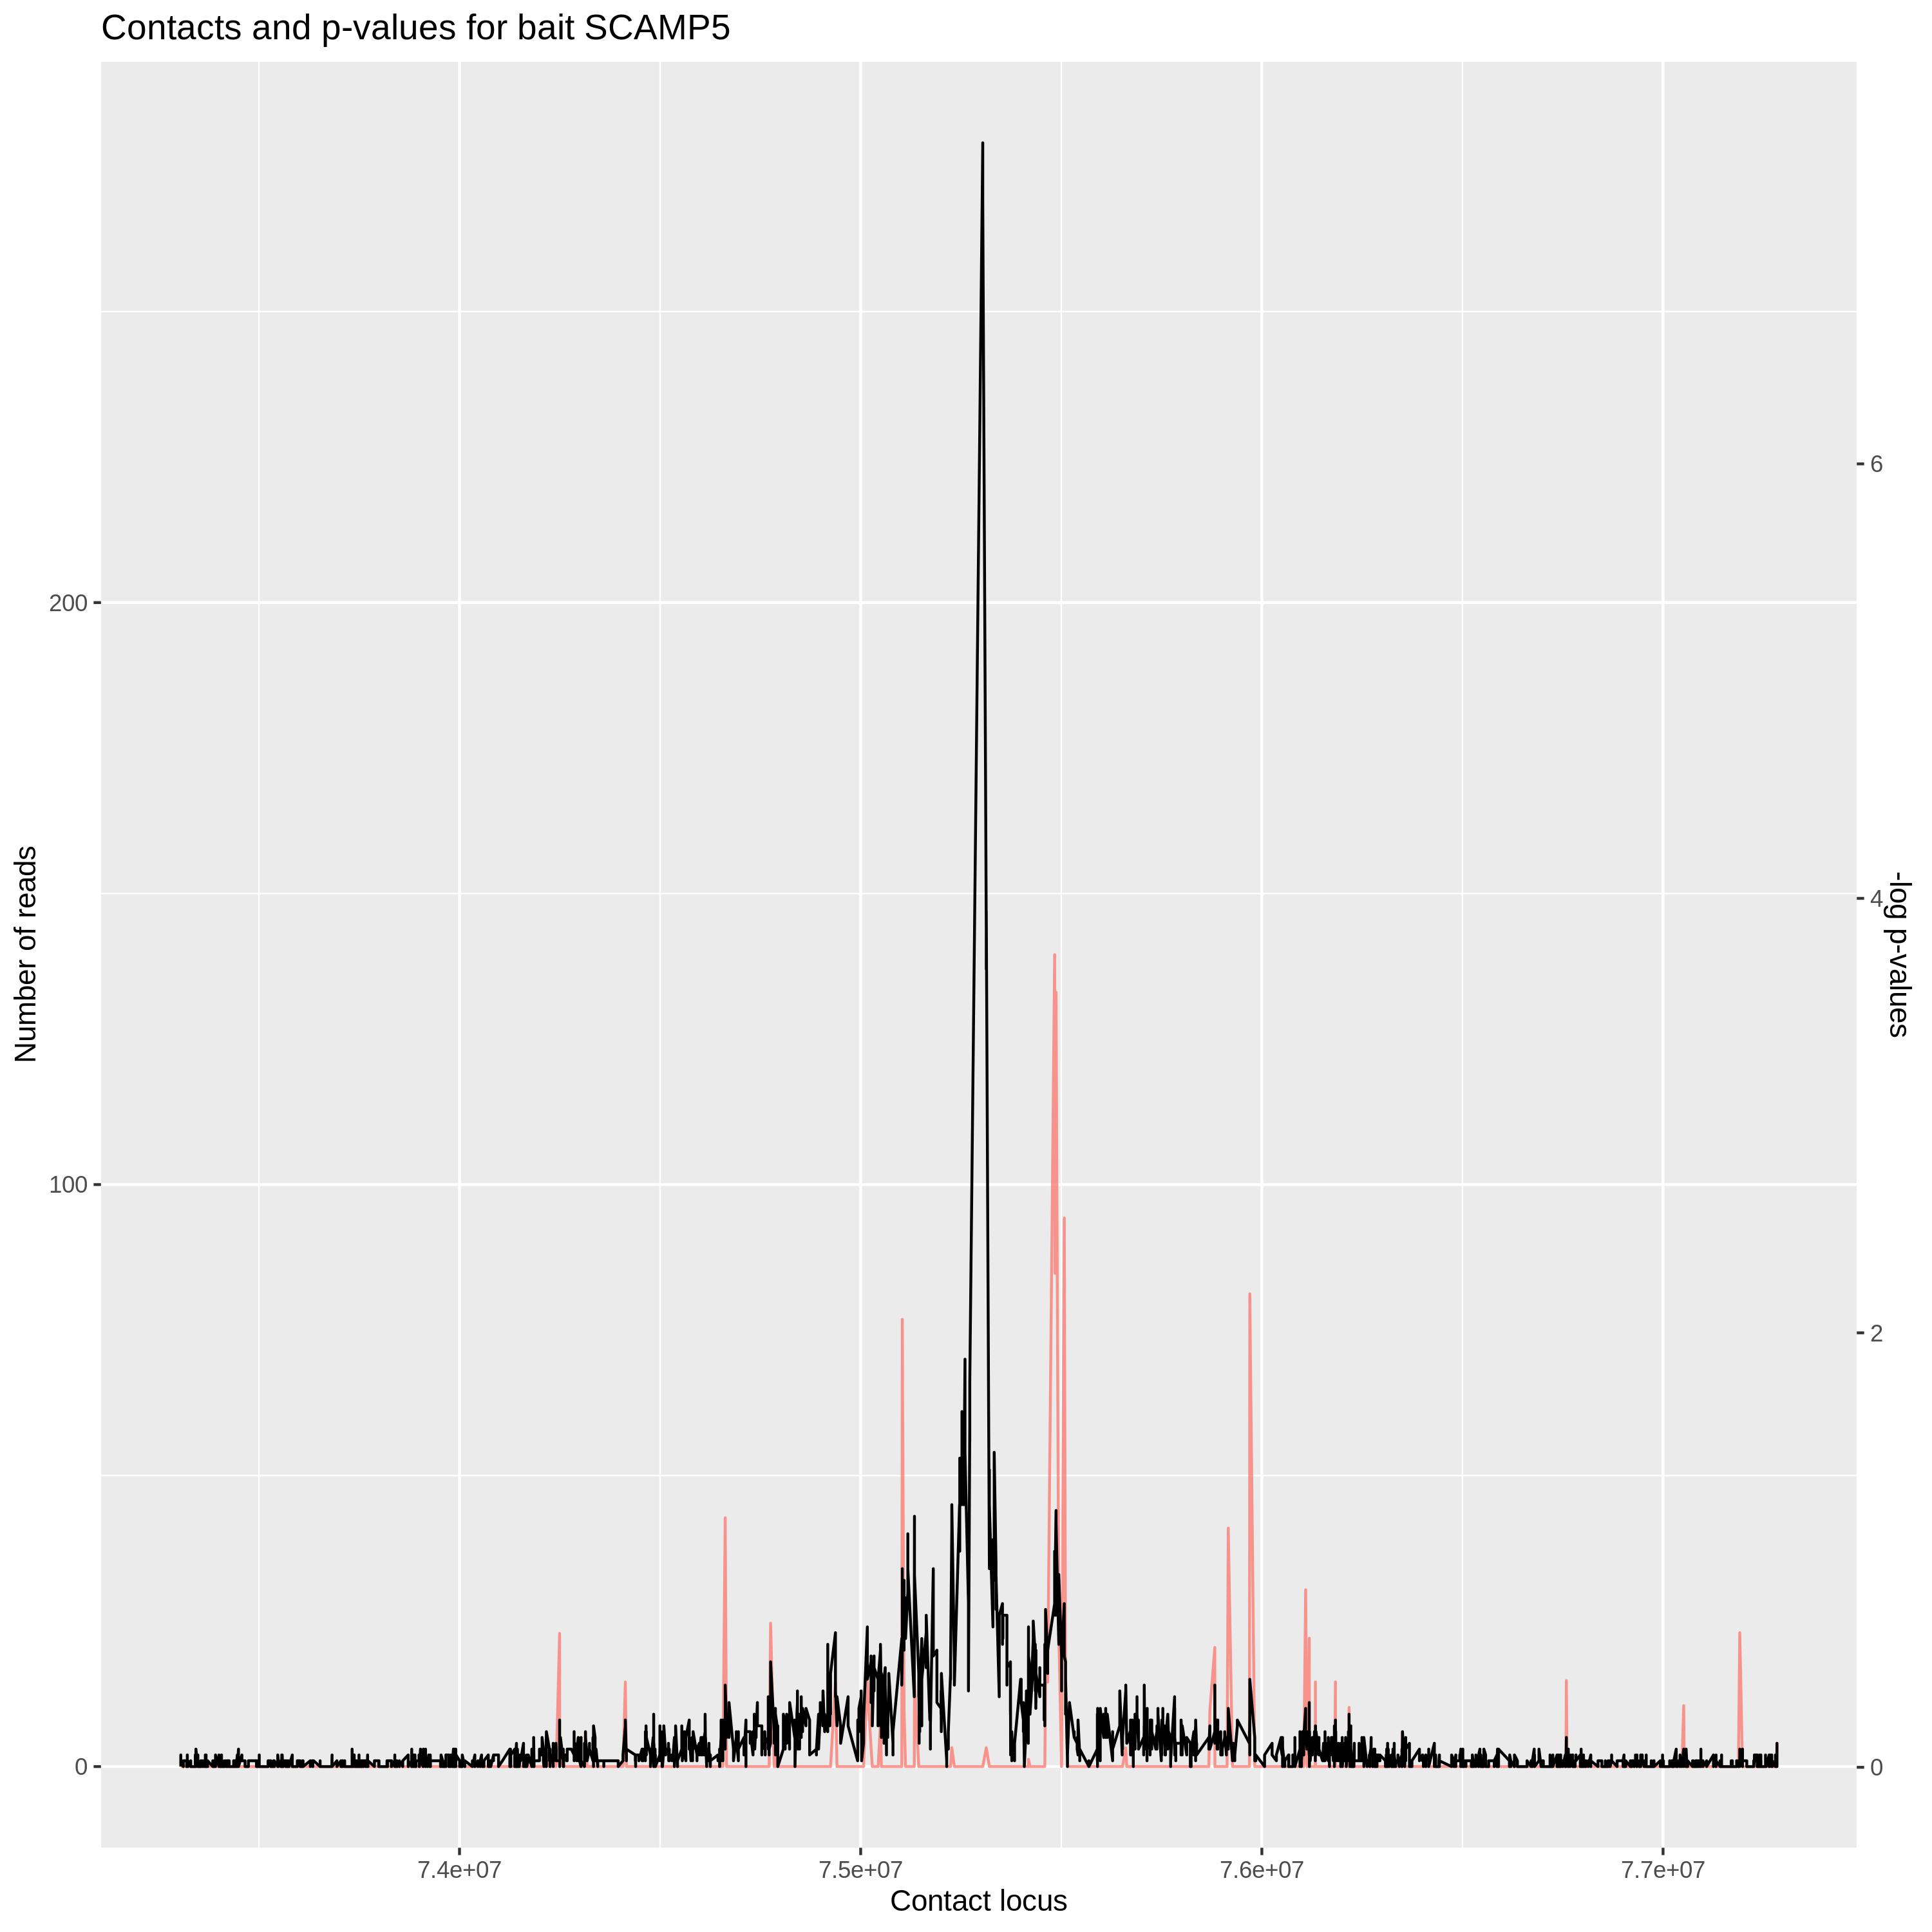 Contacts and p-values for bait SCAMP5
Number of reads
200
100
0
6
4
2
0
-log p-values
7.4e+07
7.5e+07
7.6e+07
7.7e+07
Contact locus